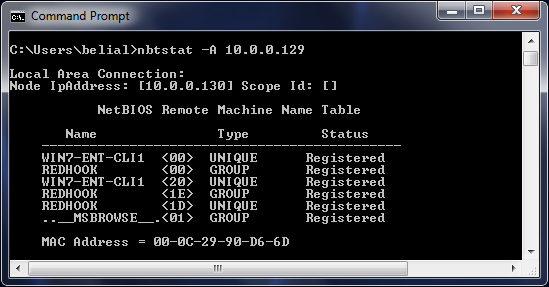 Command Prompt
C:\Users\belial>nbtstat -A 10.0.0.129
Local Area Connection:
Node IpAddress: [10.0.0.130] Scope Id: []
NetBIOS Remote Machine Name Table
Name Type Status
---------------------------------------------
WIN7-ENT-CLI1 <00> UNIQUE Registered
REDHOOK <00> GROUP Registered
WIN7-ENT-CLI1 <20> UNIQUE Registered
REDHOOK <1E> GROUP Registered
REDHOOK <1D> UNIQUE Registered
..__MSBROWSE__.<01> GROUP Registered
MAC Address = 00-0C-29-90-D6-6D